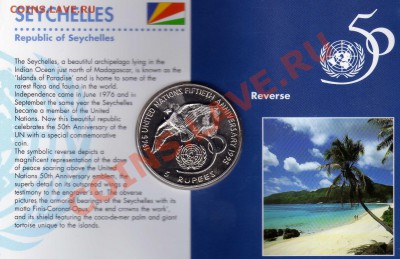 SEYCHELLES
Republic of Seychelles
The Seychelles, a beautiful archipelago lying in the
Indian Ocean just north of Madagascar, is known as the
'Islands of Paradise' and is home to some of the
rarest flora and fauna in the world.
Independence came in June 1976 and in
September the same year the Seychelles
became a member of the United
Nations. Now this beautiful republic
celebrates the 50th Anniversary of the
UN with a special commemorative
coin.
The symbolic reverse depicts a
magnificent representation of the dove
of peace soaring above the United
Nations 50th Anniversary emblem, the
superb detail on its outspread wings
testimony to the engraver's art. The obverse
pictures the armorial bearings of the Seychelles with its
motto Finis Coronat Opus - the end crowns the work -
and its shield featuring the coco-de-mer palm and giant
tortoise unique to the islands.
1945 UNITED NATIONS FIFTIETH ANNIVERSARY 1995
5 RUPEES
50
Reverse
COINS.LAVE.RU
МОНЕТЫ